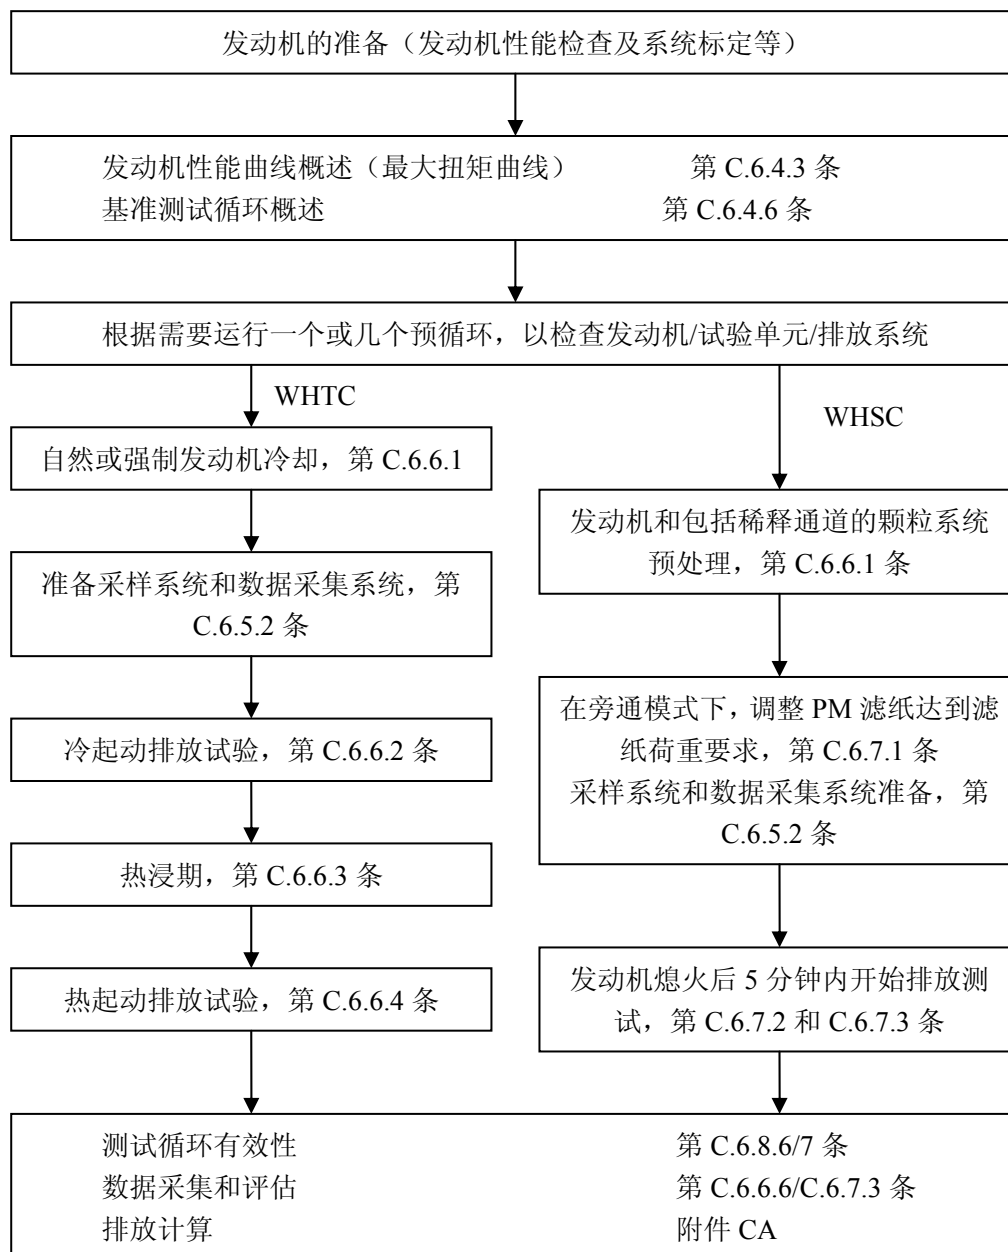 发动机的准备（发动机性能检查及系统标定等）
发动机性能曲线概述（最大扭矩曲线） 第 C.6.4.3 条
基准测试循环概述 第 C.6.4.6 条
根据需要运行一个或几个预循环，以检查发动机/试验单元/排放系统
WHTC
自然或强制发动机冷却，第 C.6.6.1
准备采样系统和数据采集系统，第
C.6.5.2 条
冷起动排放试验，第 C.6.6.2 条
热浸期，第 C.6.6.3 条
热起动排放试验，第 C.6.6.4 条
WHSC
发动机和包括稀释通道的颗粒系统
预处理，第 C.6.6.1 条
在旁通模式下，调整 PM 滤纸达到滤
纸荷重要求，第 C.6.7.1 条
采样系统和数据采集系统准备，第
C.6.5.2 条
发动机熄火后 5 分钟内开始排放测
试，第 C.6.7.2 和 C.6.7.3 条
测试循环有效性 第 C.6.8.6/7 条
数据采集和评估 第 C.6.6.6/C.6.7.3 条
排放计算 附件 CA